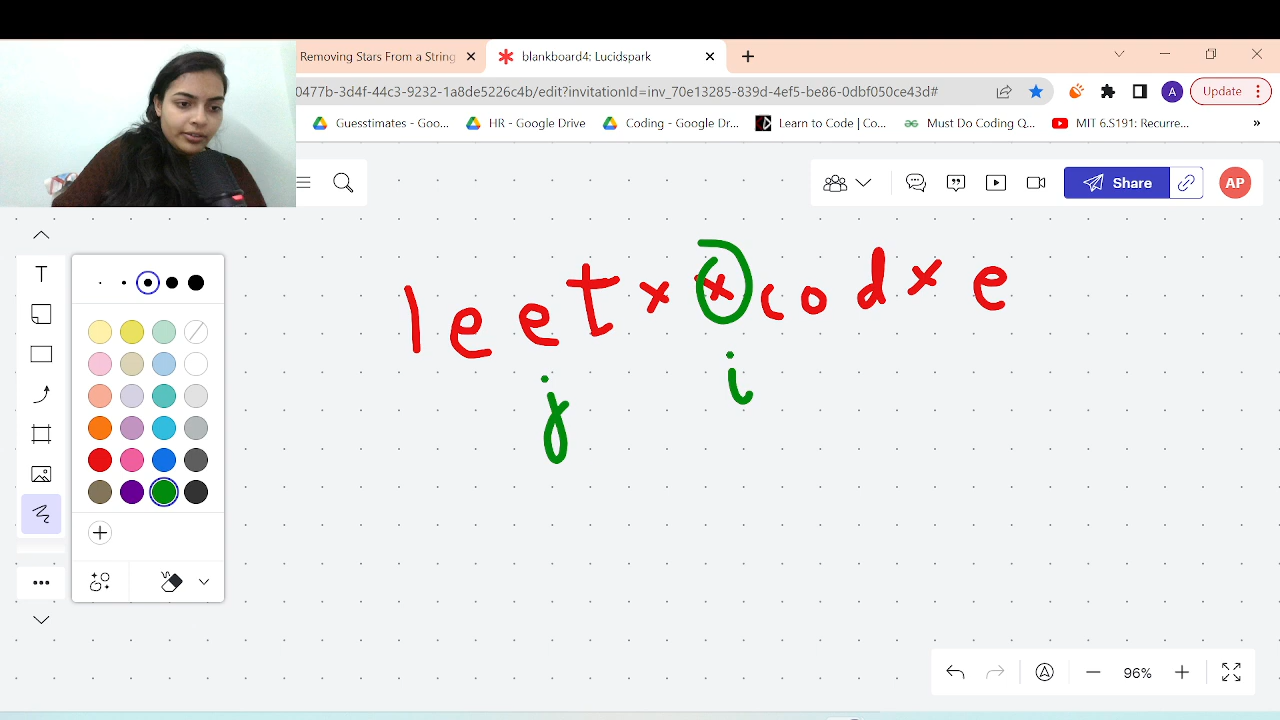 Removing Stars From a String
blankboard4: Lucidspark
0477b-3d4f-44c3-9232-1a8de5226c4b/edit?invitationId=inv_70e13285-839d-4ef5-be86-0dbf050ce43d#
A
Update
Guesstimates - Goo...
HR - Google Drive
Coding - Google Dr...
Learn to Code | Co...
Must Do Coding Q...
MIT 6.S191: Recurre...
»
Share
AP
T
leet**cod*e
j i
96%